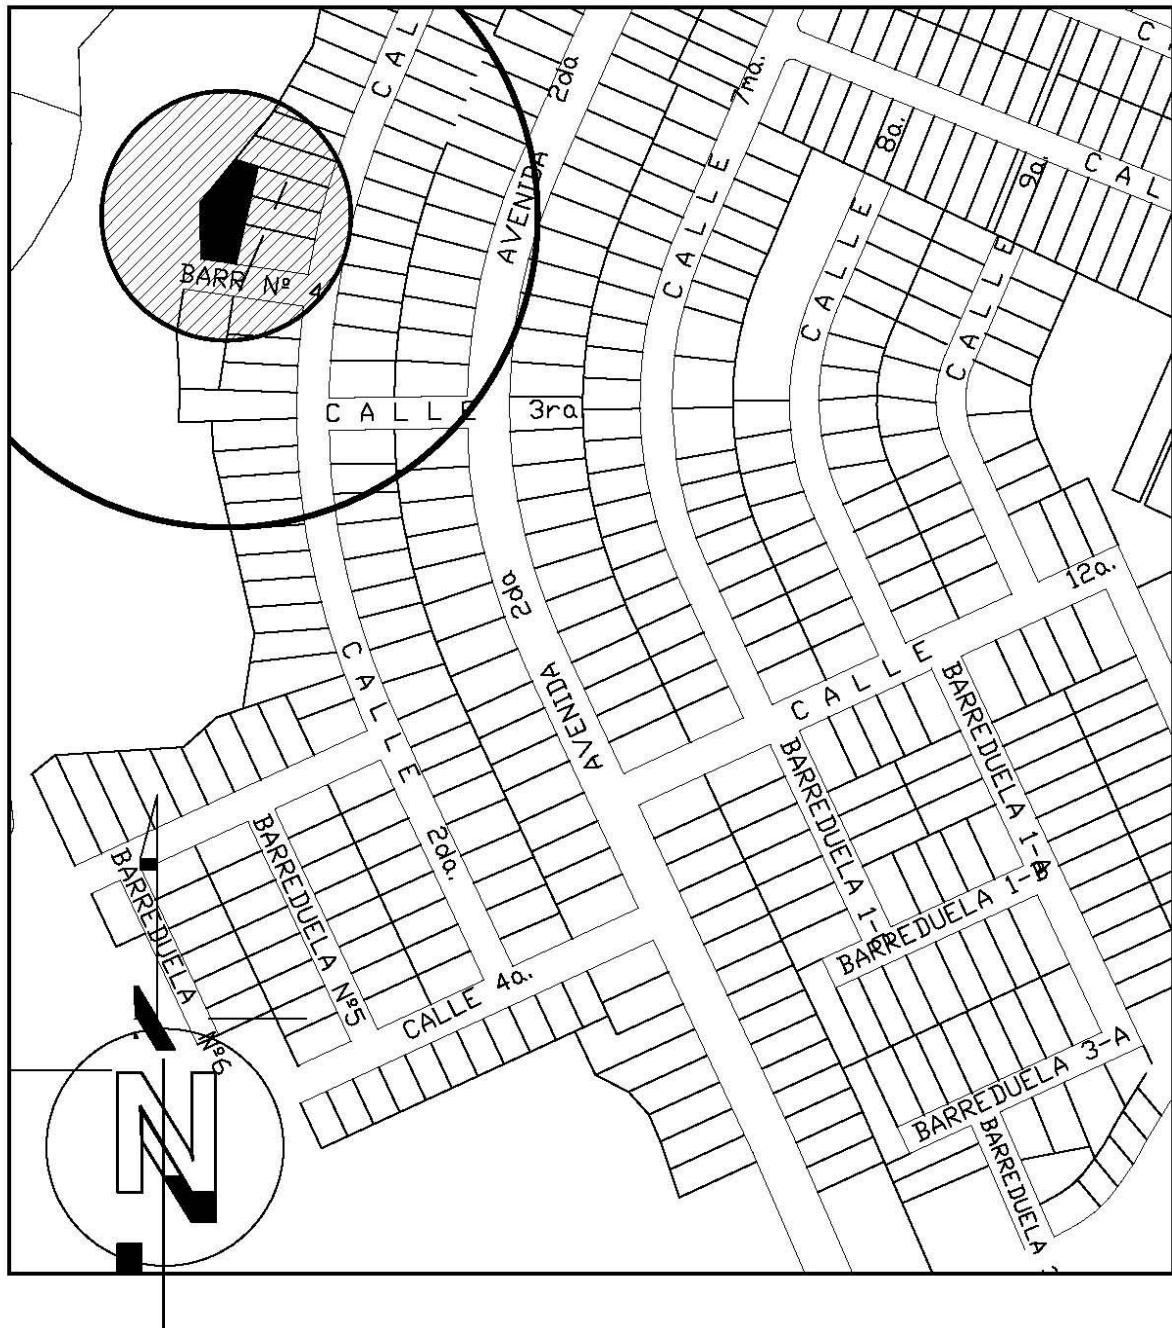 CAL
AVENIDA 2da
CALLE 7ma.
CALLE 8a.
CALLE 9a.
C
CAL
BARR Nº 4
CALLE 3ra
AVENIDA 2da
CALLE 2da.
CALLE 12a.
BARREDUELA 1-A
BARREDUELA 1-
BARREDUELA 1-B
BARREDUELA Nº5
BARREDUELA Nº6
CALLE 4a.
BARREDUELA 3-A
BARREDUELA
N